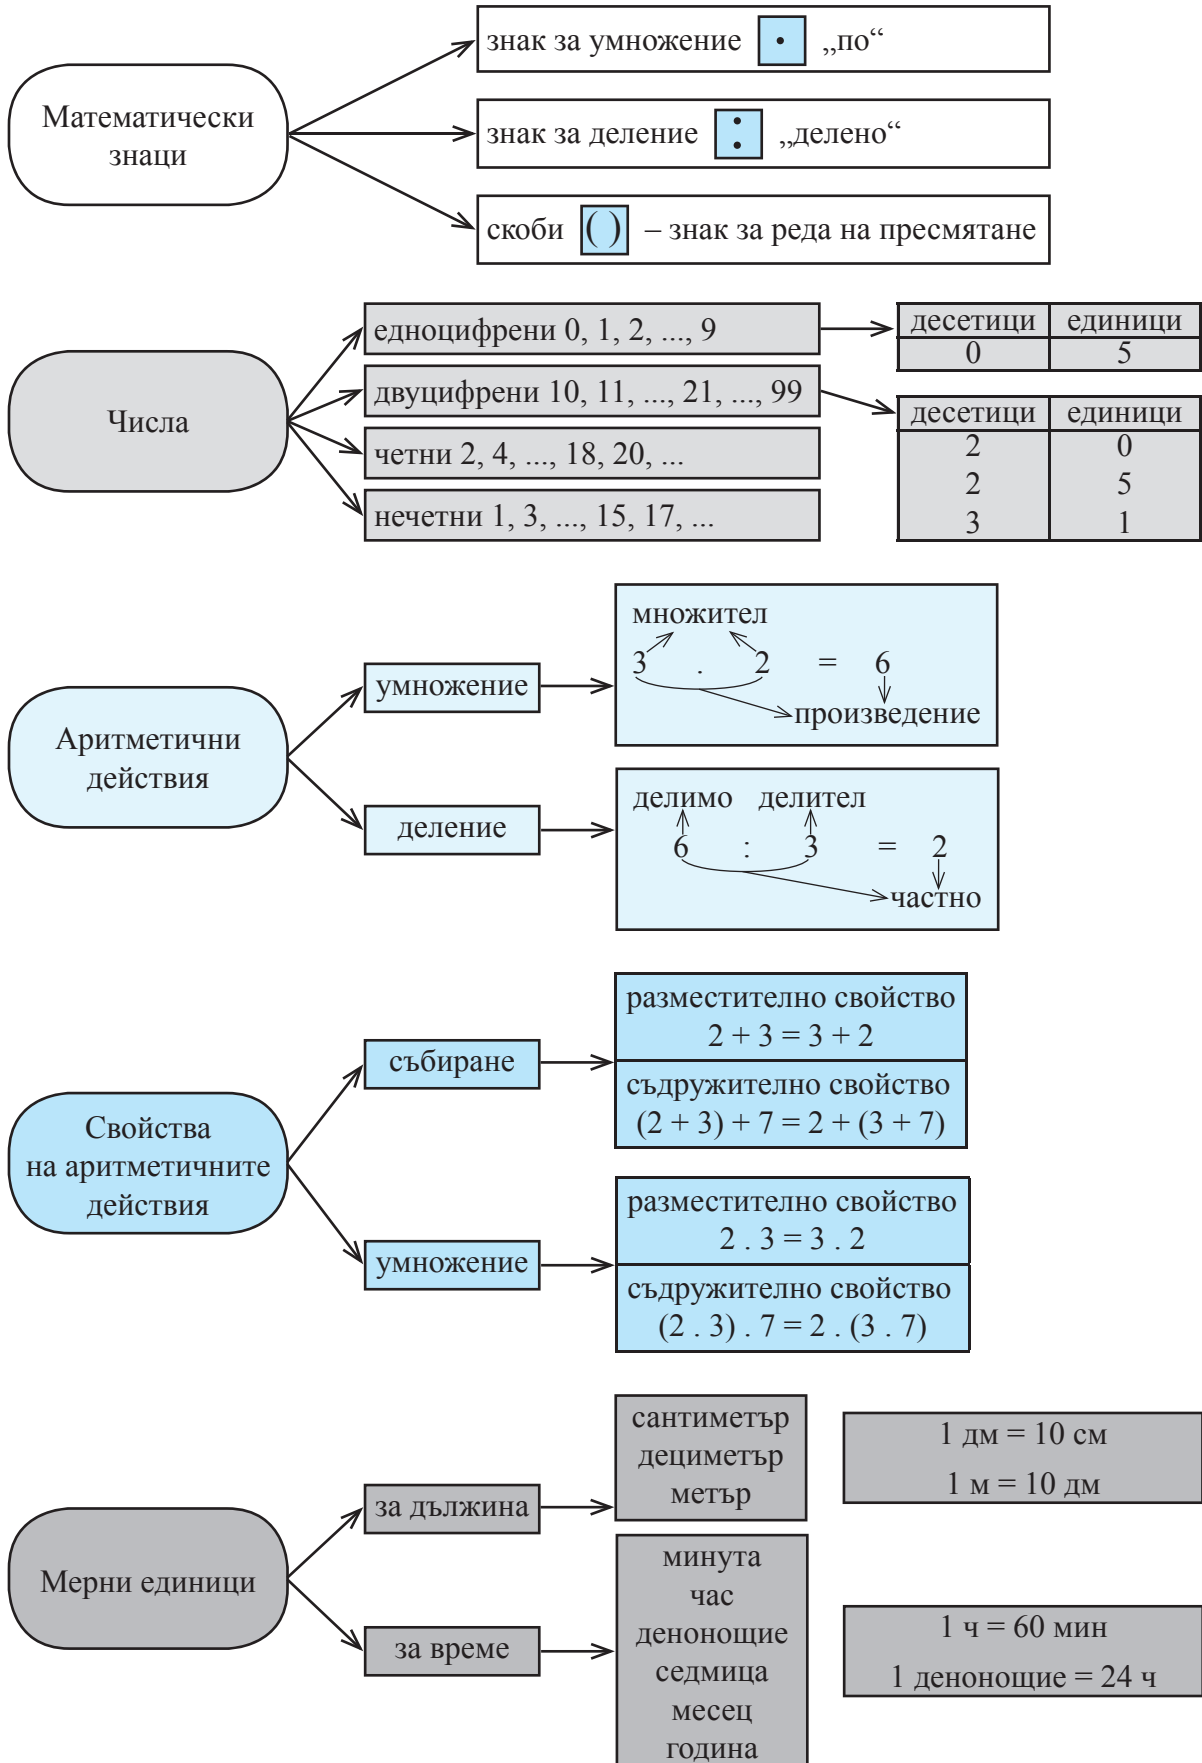 Математически
знаци
знак за умножение • „по“
знак за деление : „делено“
скоби ( ) – знак за реда на пресмятане
Числа
едноцифрени 0, 1, 2, ..., 9
двуцифрени 10, 11, ..., 21, ..., 99
четни 2, 4, ..., 18, 20, ...
нечетни 1, 3, ..., 15, 17, ...
десетици единици
0 5
десетици единици
2 0
2 5
3 1
Аритметични
действия
умножение
множител
3 . 2 = 6
произведение
деление
делимо делител
6 : 3 = 2
частно
Свойства
на аритметичните
действия
събиране
разместително свойство
2 + 3 = 3 + 2
съдружително свойство
(2 + 3) + 7 = 2 + (3 + 7)
умножение
разместително свойство
2 . 3 = 3 . 2
съдружително свойство
(2 . 3) . 7 = 2 . (3 . 7)
Мерни единици
за дължина
сантиметър
дециметър
метър
1 дм = 10 см
1 м = 10 дм
за време
минута
час
денонощие
седмица
месец
година
1 ч = 60 мин
1 денонощие = 24 ч